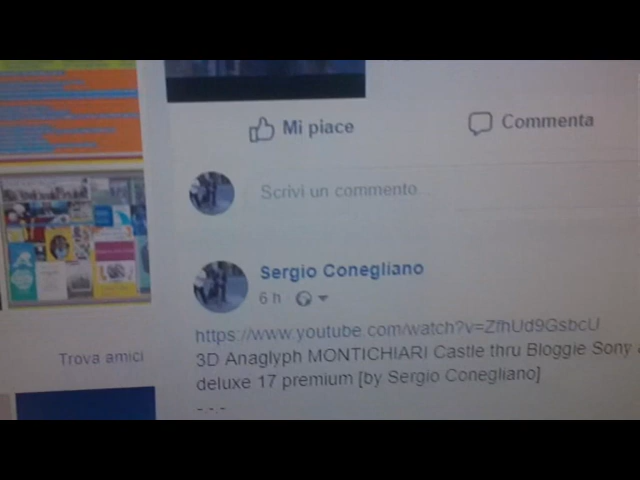 Mi piace
Commenta
Scrivi un commento...
Sergio Conegliano
6 h
https://www.youtube.com/watch?v=ZfhUd9GsbcU
Trova amici
3D Anaglyph MONTICHIARI Castle thru Bloggie Sony
deluxe 17 premium [by Sergio Conegliano]
- - -